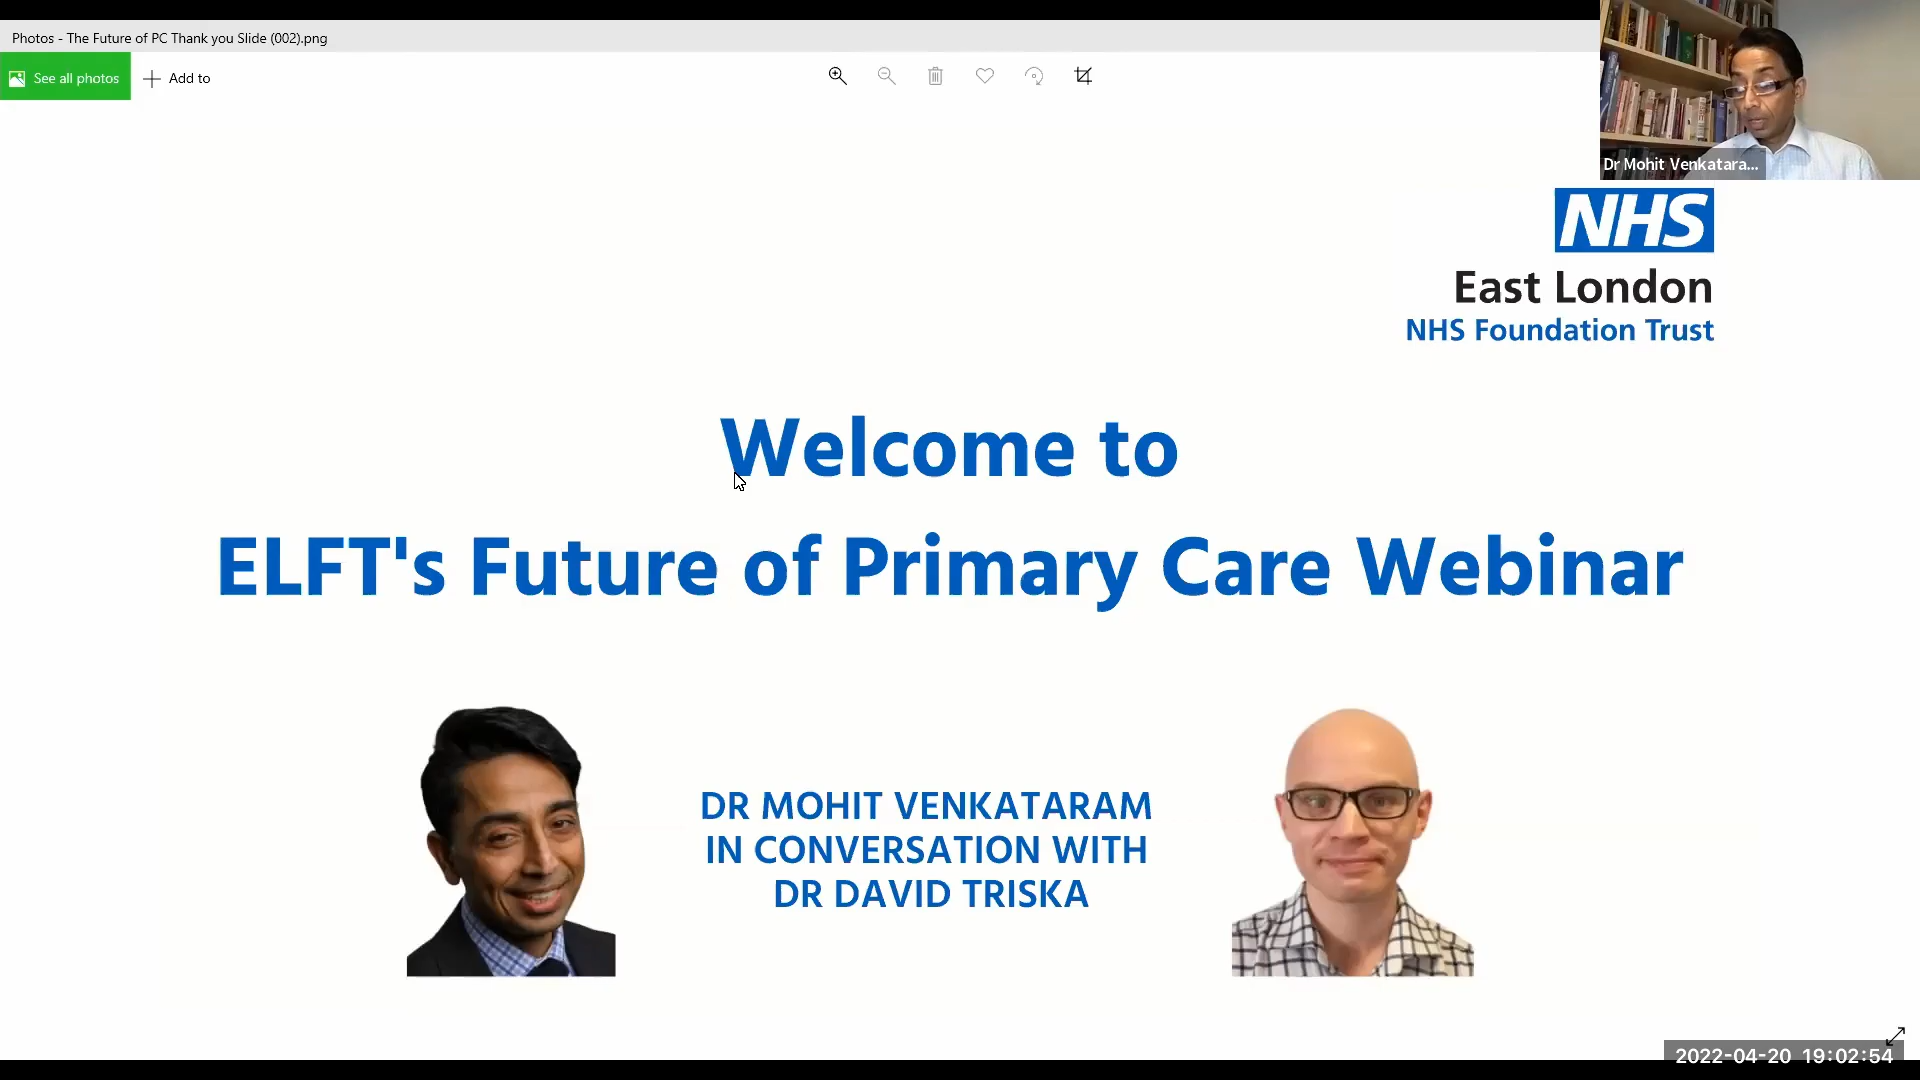 Photos - The Future of PC Thank you Slide (002).png
See all photos
Add to
Dr Mohit Venkatara...
NHS
East London
NHS Foundation Trust
Welcome to
ELFT's Future of Primary Care Webinar
DR MOHIT VENKATARAM
IN CONVERSATION WITH
DR DAVID TRISKA
2022-04-20 19:02:54